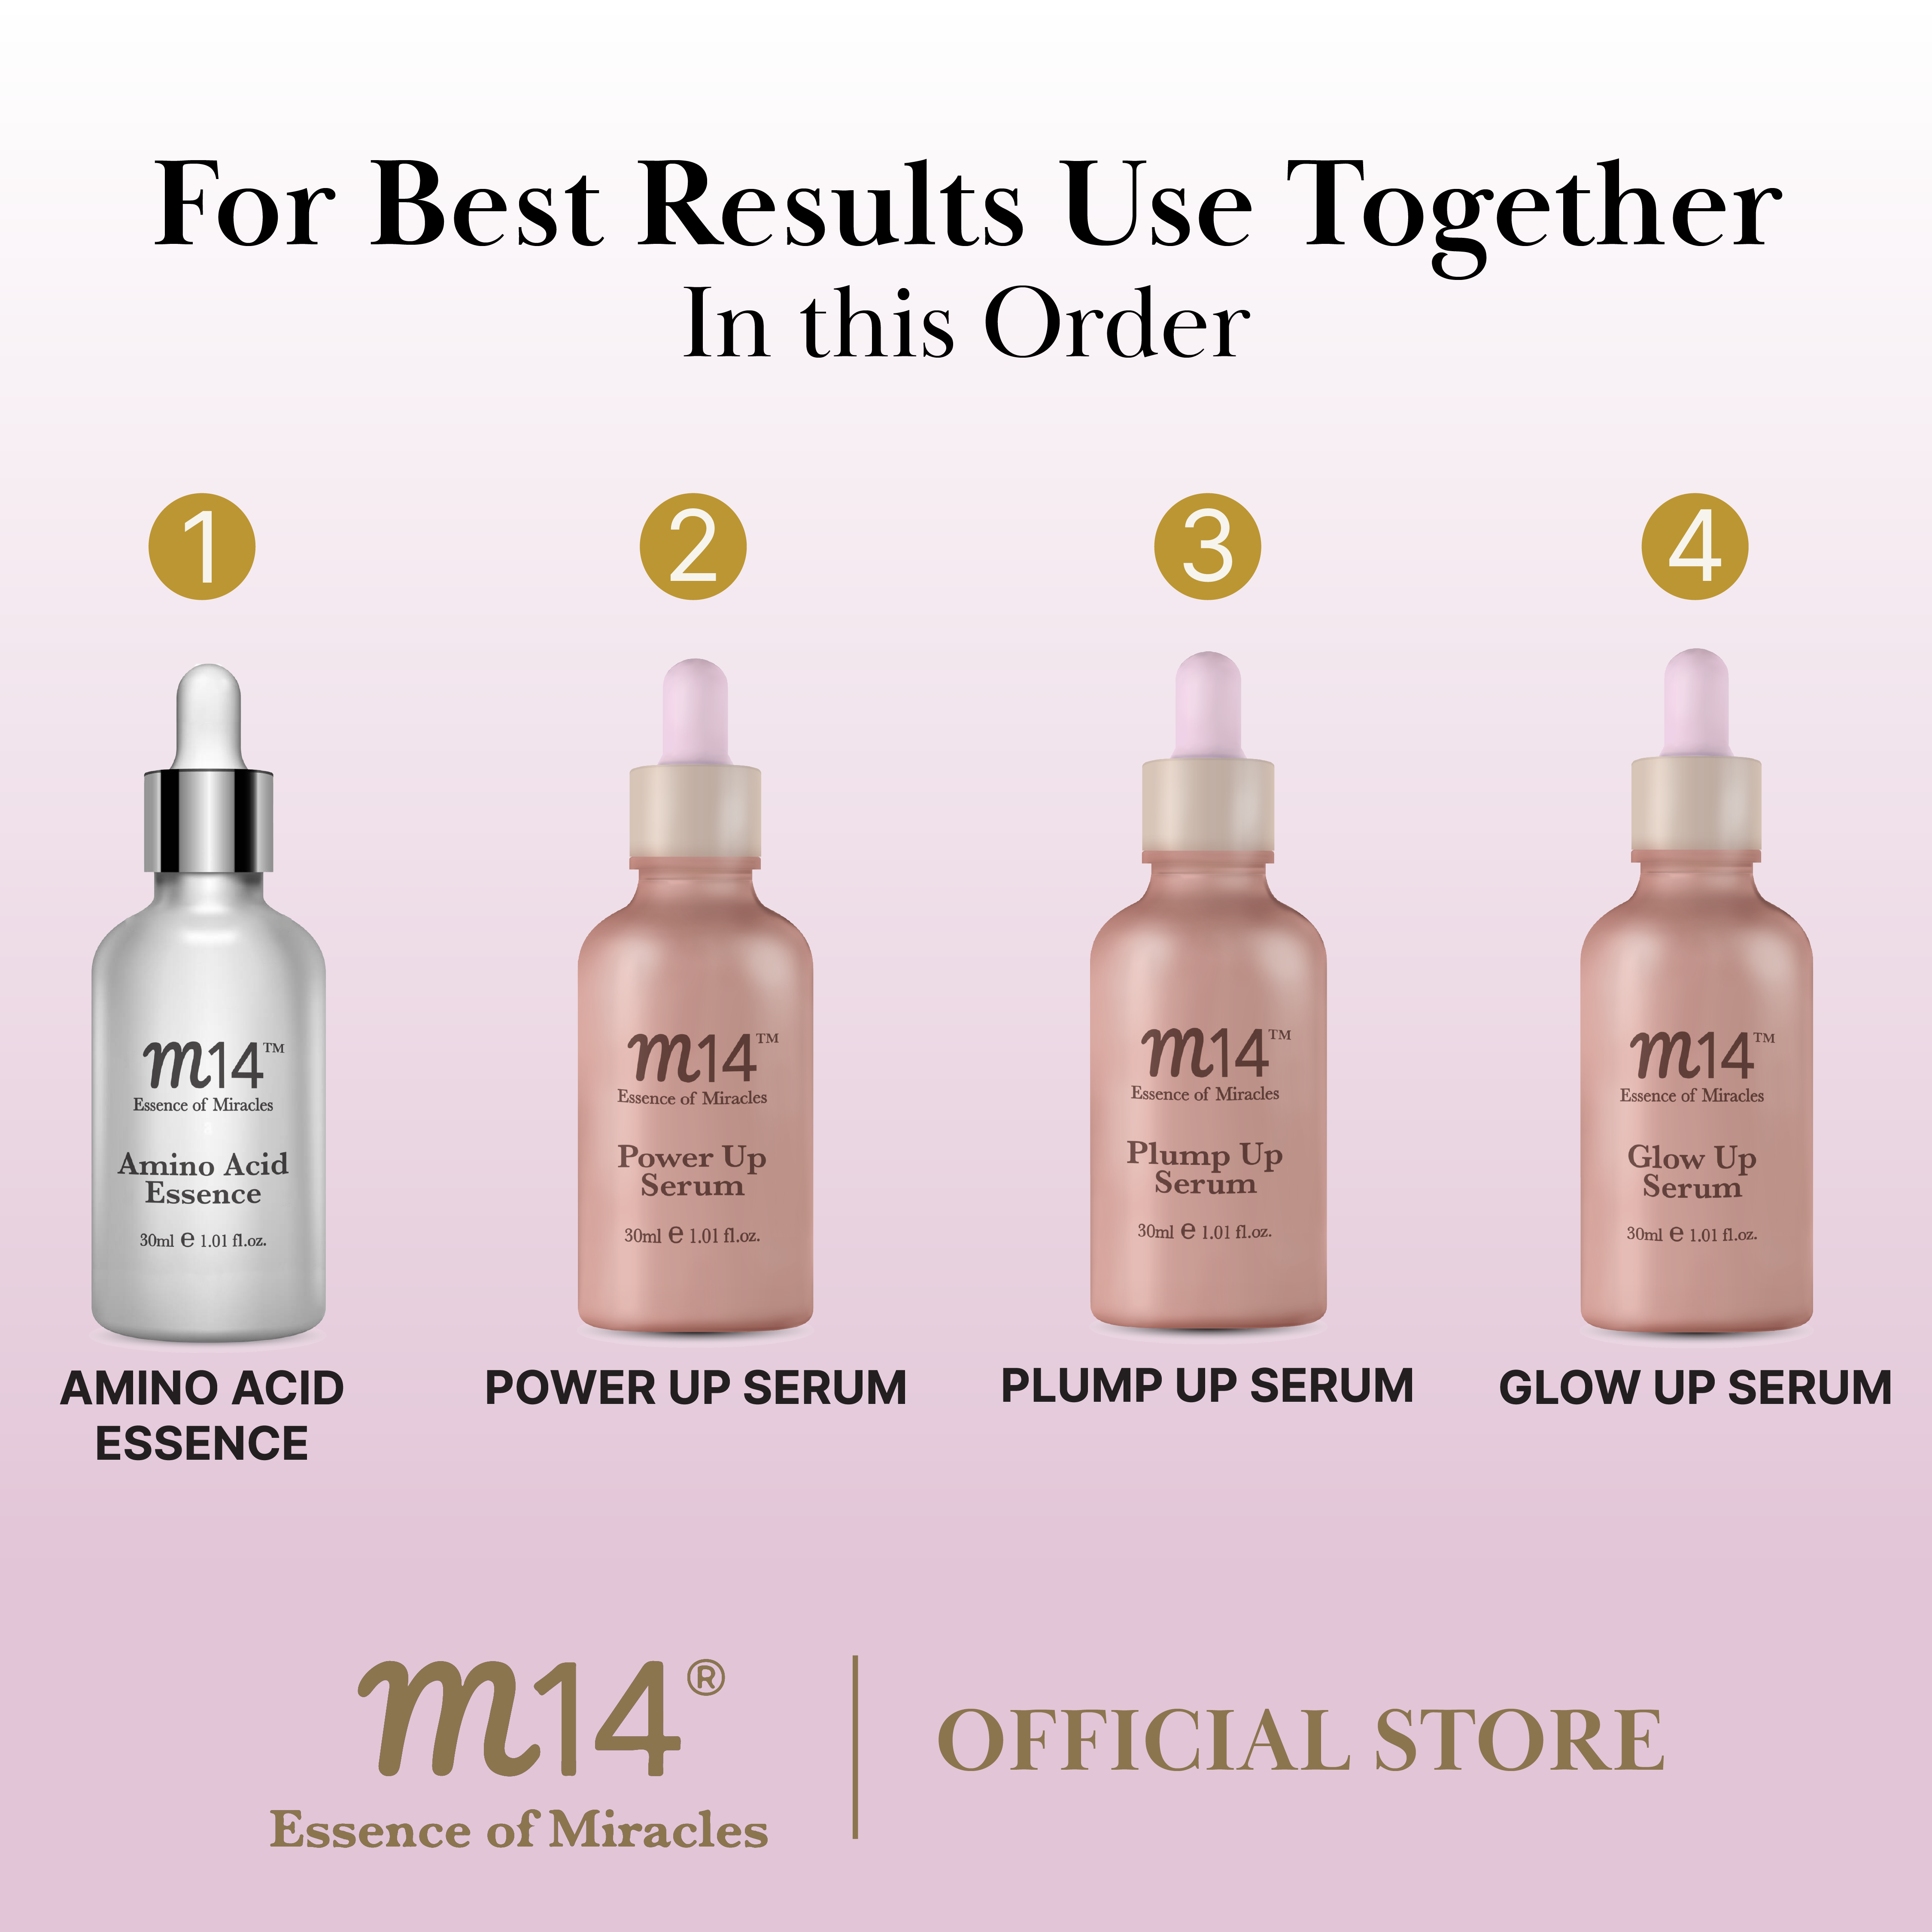 For Best Results Use Together
In this Order
1
2
3
4
m14™
Essence of Miracles
Amino Acid
Essence
30ml e 1.01 fl.oz.
m14™
Essence of Miracles
Power Up
Serum
30ml e 1.01 fl.oz.
m14™
Essence of Miracles
Plump Up
Serum
30ml e 1.01 fl.oz.
m14™
Essence of Miracles
Glow Up
Serum
30ml e 1.01 fl.oz.
AMINO ACID
ESSENCE
POWER UP SERUM
PLUMP UP SERUM
GLOW UP SERUM
m14®
Essence of Miracles
OFFICIAL STORE